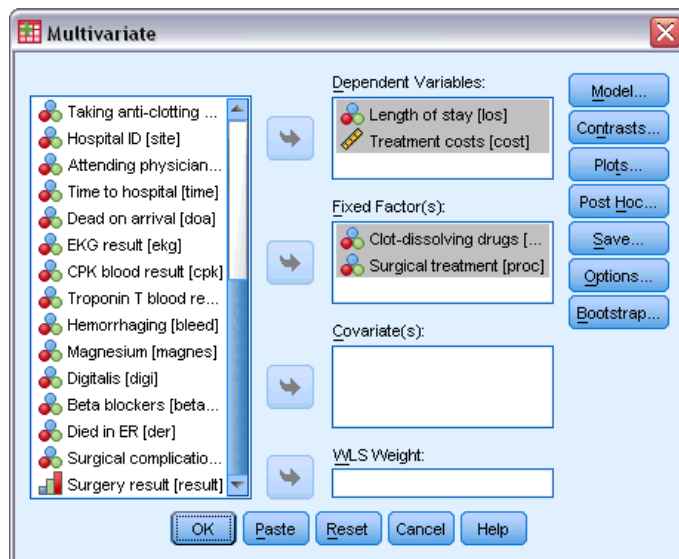 Multivariate
Taking anti-clotting ...
Hospital ID [site]
Attending physician...
Time to hospital [time]
Dead on arrival [doa]
EKG result [ekg]
CPK blood result [cpk]
Troponin T blood re...
Hemorrhaging [bleed]
Magnesium [magnes]
Digitalis [digi]
Beta blockers [beta...
Died in ER [der]
Surgical complicatio...
Surgery result [result]
Dependent Variables:
Length of stay [los]
Treatment costs [cost]
Fixed Factor(s):
Clot-dissolving drugs [...
Surgical treatment [proc]
Covariate(s):
WLS Weight:
Model...
Contrasts...
Plots...
Post Hoc...
Save...
Options...
Bootstrap...
OK
Paste
Reset
Cancel
Help